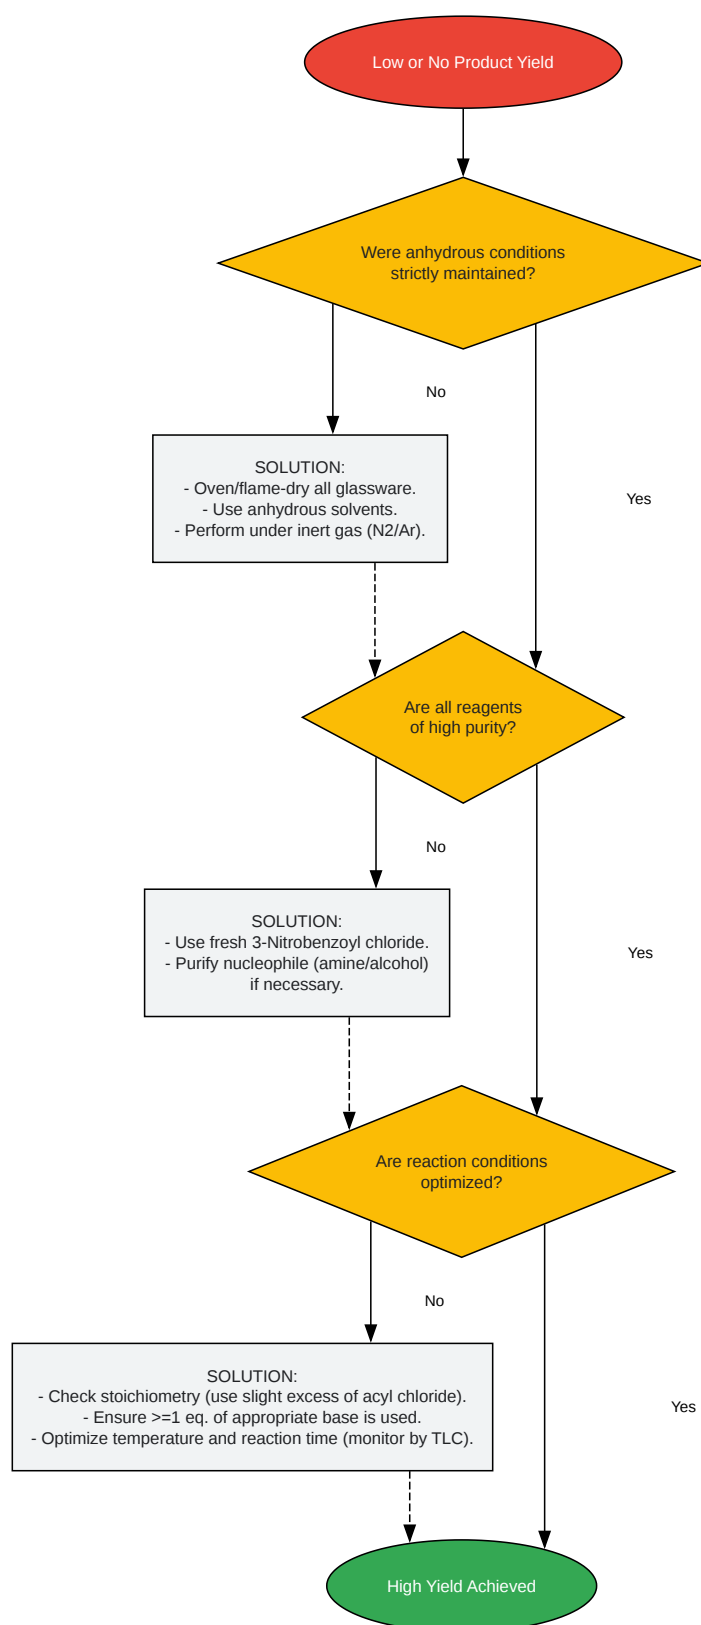 Low or No Product Yield
Were anhydrous conditions
strictly maintained?
No
SOLUTION:
- Oven/flame-dry all glassware.
- Use anhydrous solvents.
- Perform under inert gas (N2/Ar).
Yes
Are all reagents
of high purity?
No
SOLUTION:
- Use fresh 3-Nitrobenzoyl chloride.
- Purify nucleophile (amine/alcohol)
if necessary.
Yes
Are reaction conditions
optimized?
No
SOLUTION:
- Check stoichiometry (use slight excess of acyl chloride).
- Ensure >=1 eq. of appropriate base is used.
- Optimize temperature and reaction time (monitor by TLC).
Yes
High Yield Achieved